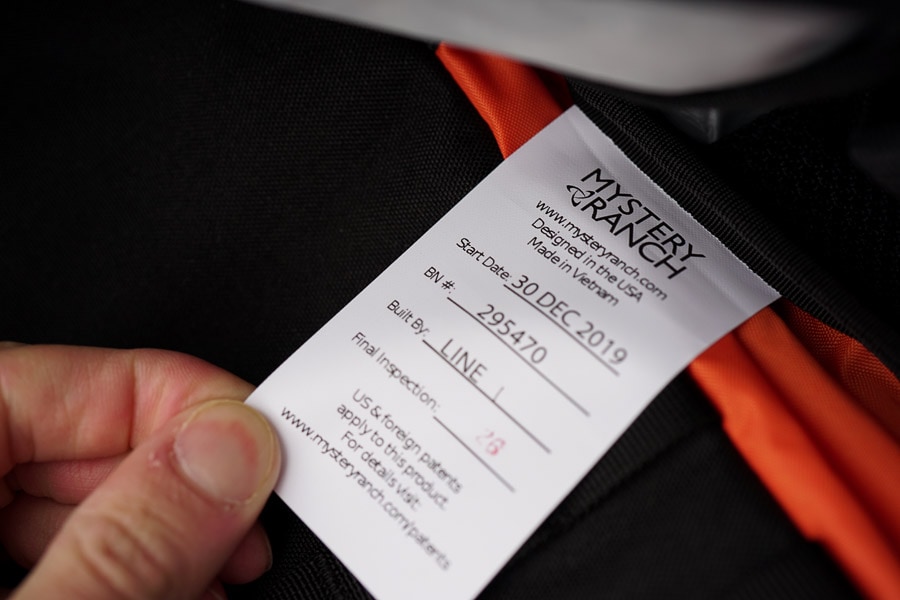 MYSTERY
RANCH
www.mysteryranch.com
Designed in the USA
Made in Vietnam
Start Date: 30 DEC 2019
BN #: 295470
Built By: LINE 1
Final Inspection: 28
US & foreign patents
apply to this product.
For details visit:
www.mysteryranch.com/patents